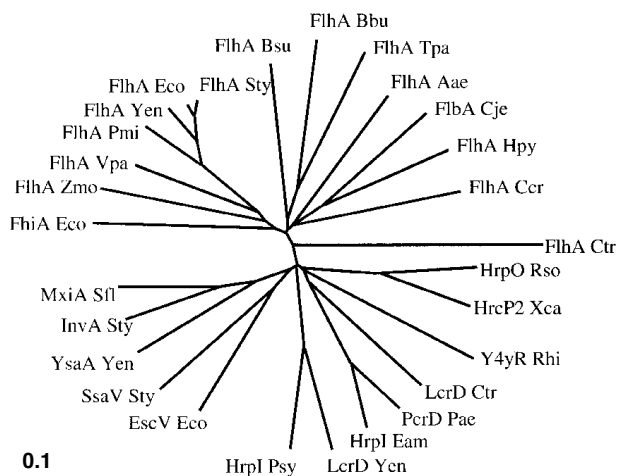 FlhA Bbu
FlhA Bsu
FlhA Tpa
FlhA Eco
FlhA Sty
FlhA Aae
FlhA Yen
FlbA Cje
FlhA Pmi
FlhA Hpy
FlhA Vpa
FlhA Zmo
FlhA Ccr
FhiA Eco
FlhA Ctr
HrpO Rso
MxiA Sfl
HrcP2 Xca
InvA Sty
YsaA Yen
Y4yR Rhi
SsaV Sty
LcrD Ctr
EscV Eco
PcrD Pae
HrpI Eam
0.1
HrpI Psy
LcrD Yen